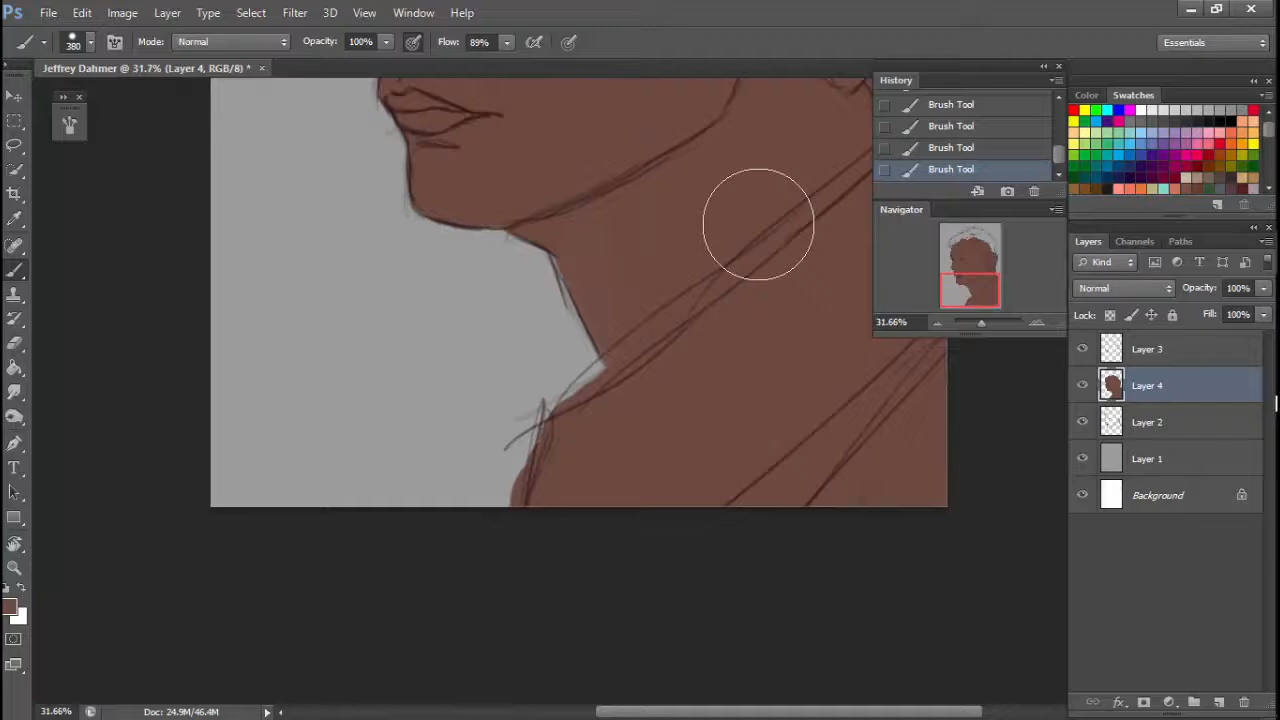 Ps File Edit Image Layer Type Select Filter 3D View Window Help
380 Mode: Normal Opacity: 100% Flow: 89% Essentials
Jeffrey Dahmer @ 31.7% (Layer 4, RGB/8) *
History
Brush Tool
Brush Tool
Brush Tool
Brush Tool
Navigator
31.66%
Color Swatches
Layers Channels Paths
Kind
Normal Opacity: 100%
Lock: Fill: 100%
Layer 3
Layer 4
Layer 2
Layer 1
Background
31.66% Doc: 24.9M/46.4M